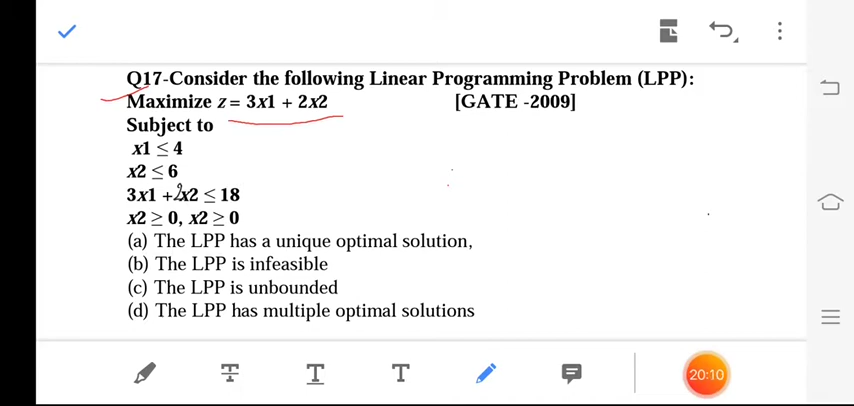 Q17-Consider the following Linear Programming Problem (LPP):
Maximize z = 3x1 + 2x2 [GATE -2009]
Subject to
x1 ≤ 4
x2 ≤ 6
3x1 + 2x2 ≤ 18
x2 ≥ 0, x2 ≥ 0
(a) The LPP has a unique optimal solution,
(b) The LPP is infeasible
(c) The LPP is unbounded
(d) The LPP has multiple optimal solutions
T T T 20:10